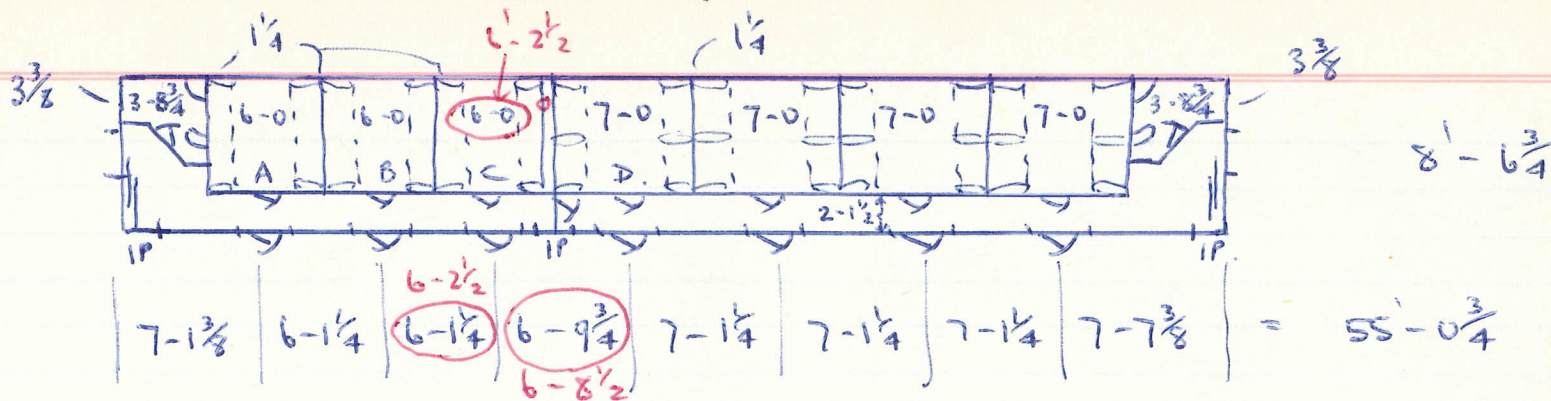 1¼ 6'-2½ 1¼
3⅜ 3⅜
3-8¾ 6-0 6-0 6-0 7-0 7-0 7-0 7-0 3-8¾
T T
8'-6¾
A B C D.
2-1½
IP IP IP.
6-2½
7-1⅜ 6-1¼ 6-1¼ 6-9¾ 7-1¼ 7-1¼ 7-1¼ 7-7⅜ = 55'-0¾
6-8½